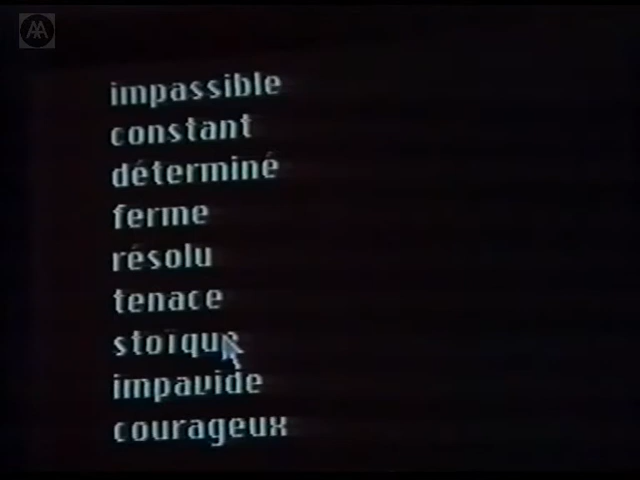 impassible
constant
déterminé
ferme
résolu
tenace
stoïque
impavide
courageux